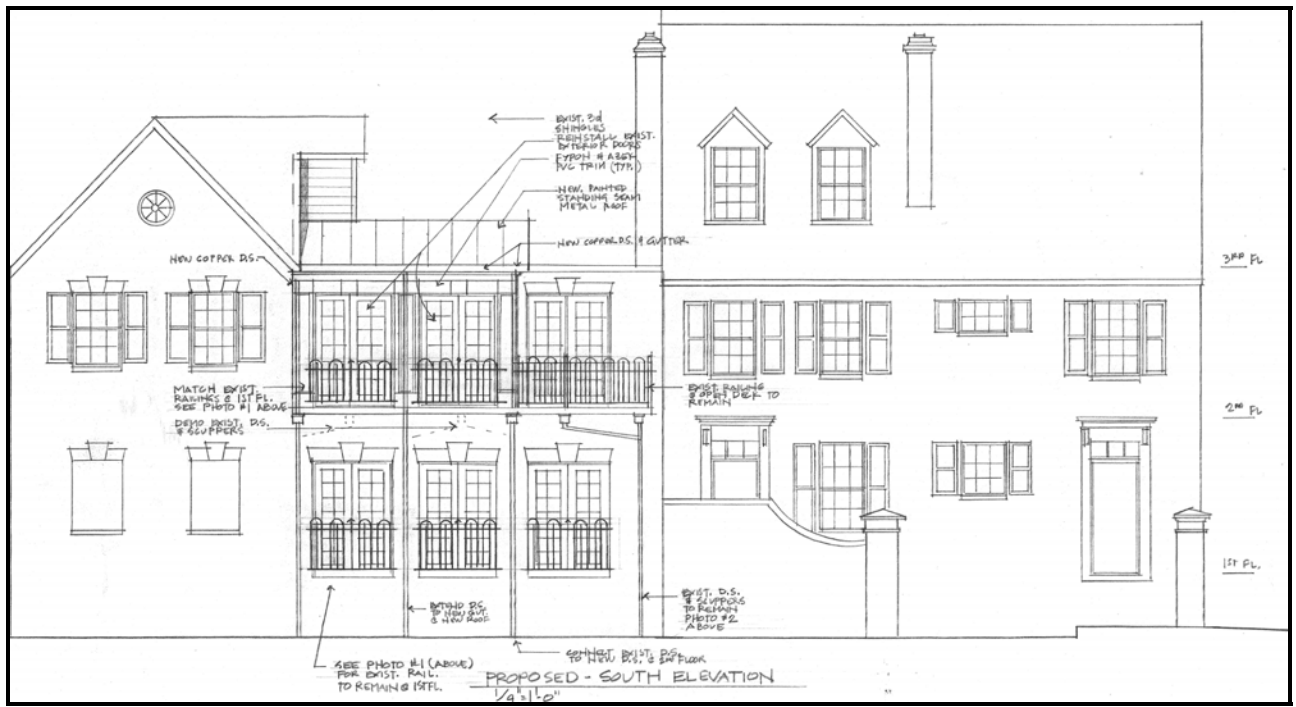 EXIST. 3d
SHINGLES
REINSTALL EXIST.
EXTERIOR DOORS
FYPON & AZEK
PVC TRIM (TYP.)
NEW, PAINTED
STANDING SEAM
METAL ROOF
NEW COPPER D.S. & GUTTER
NEW COPPER D.S.
3RD FL
MATCH EXIST.
RAILINGS @ 1ST FL.
SEE PHOTO #1 ABOVE
DEMO EXIST. D.S.
& SCUPPERS
EXIST. RAILING
& OPEN DECK TO
REMAIN
2ND FL
1ST FL.
EXTEND D.S.
TO NEW GUT.
@ NEW ROOF
EXIST. D.S.
& SCUPPERS
TO REMAIN
PHOTO #2
ABOVE
CONNECT EXIST. D.S.
TO NEW D.S. @ 2ND FLOOR
SEE PHOTO #1 (ABOVE)
FOR EXIST. RAIL.
TO REMAIN @ 1ST FL.
PROPOSED - SOUTH ELEVATION
1/4"=1'-0"